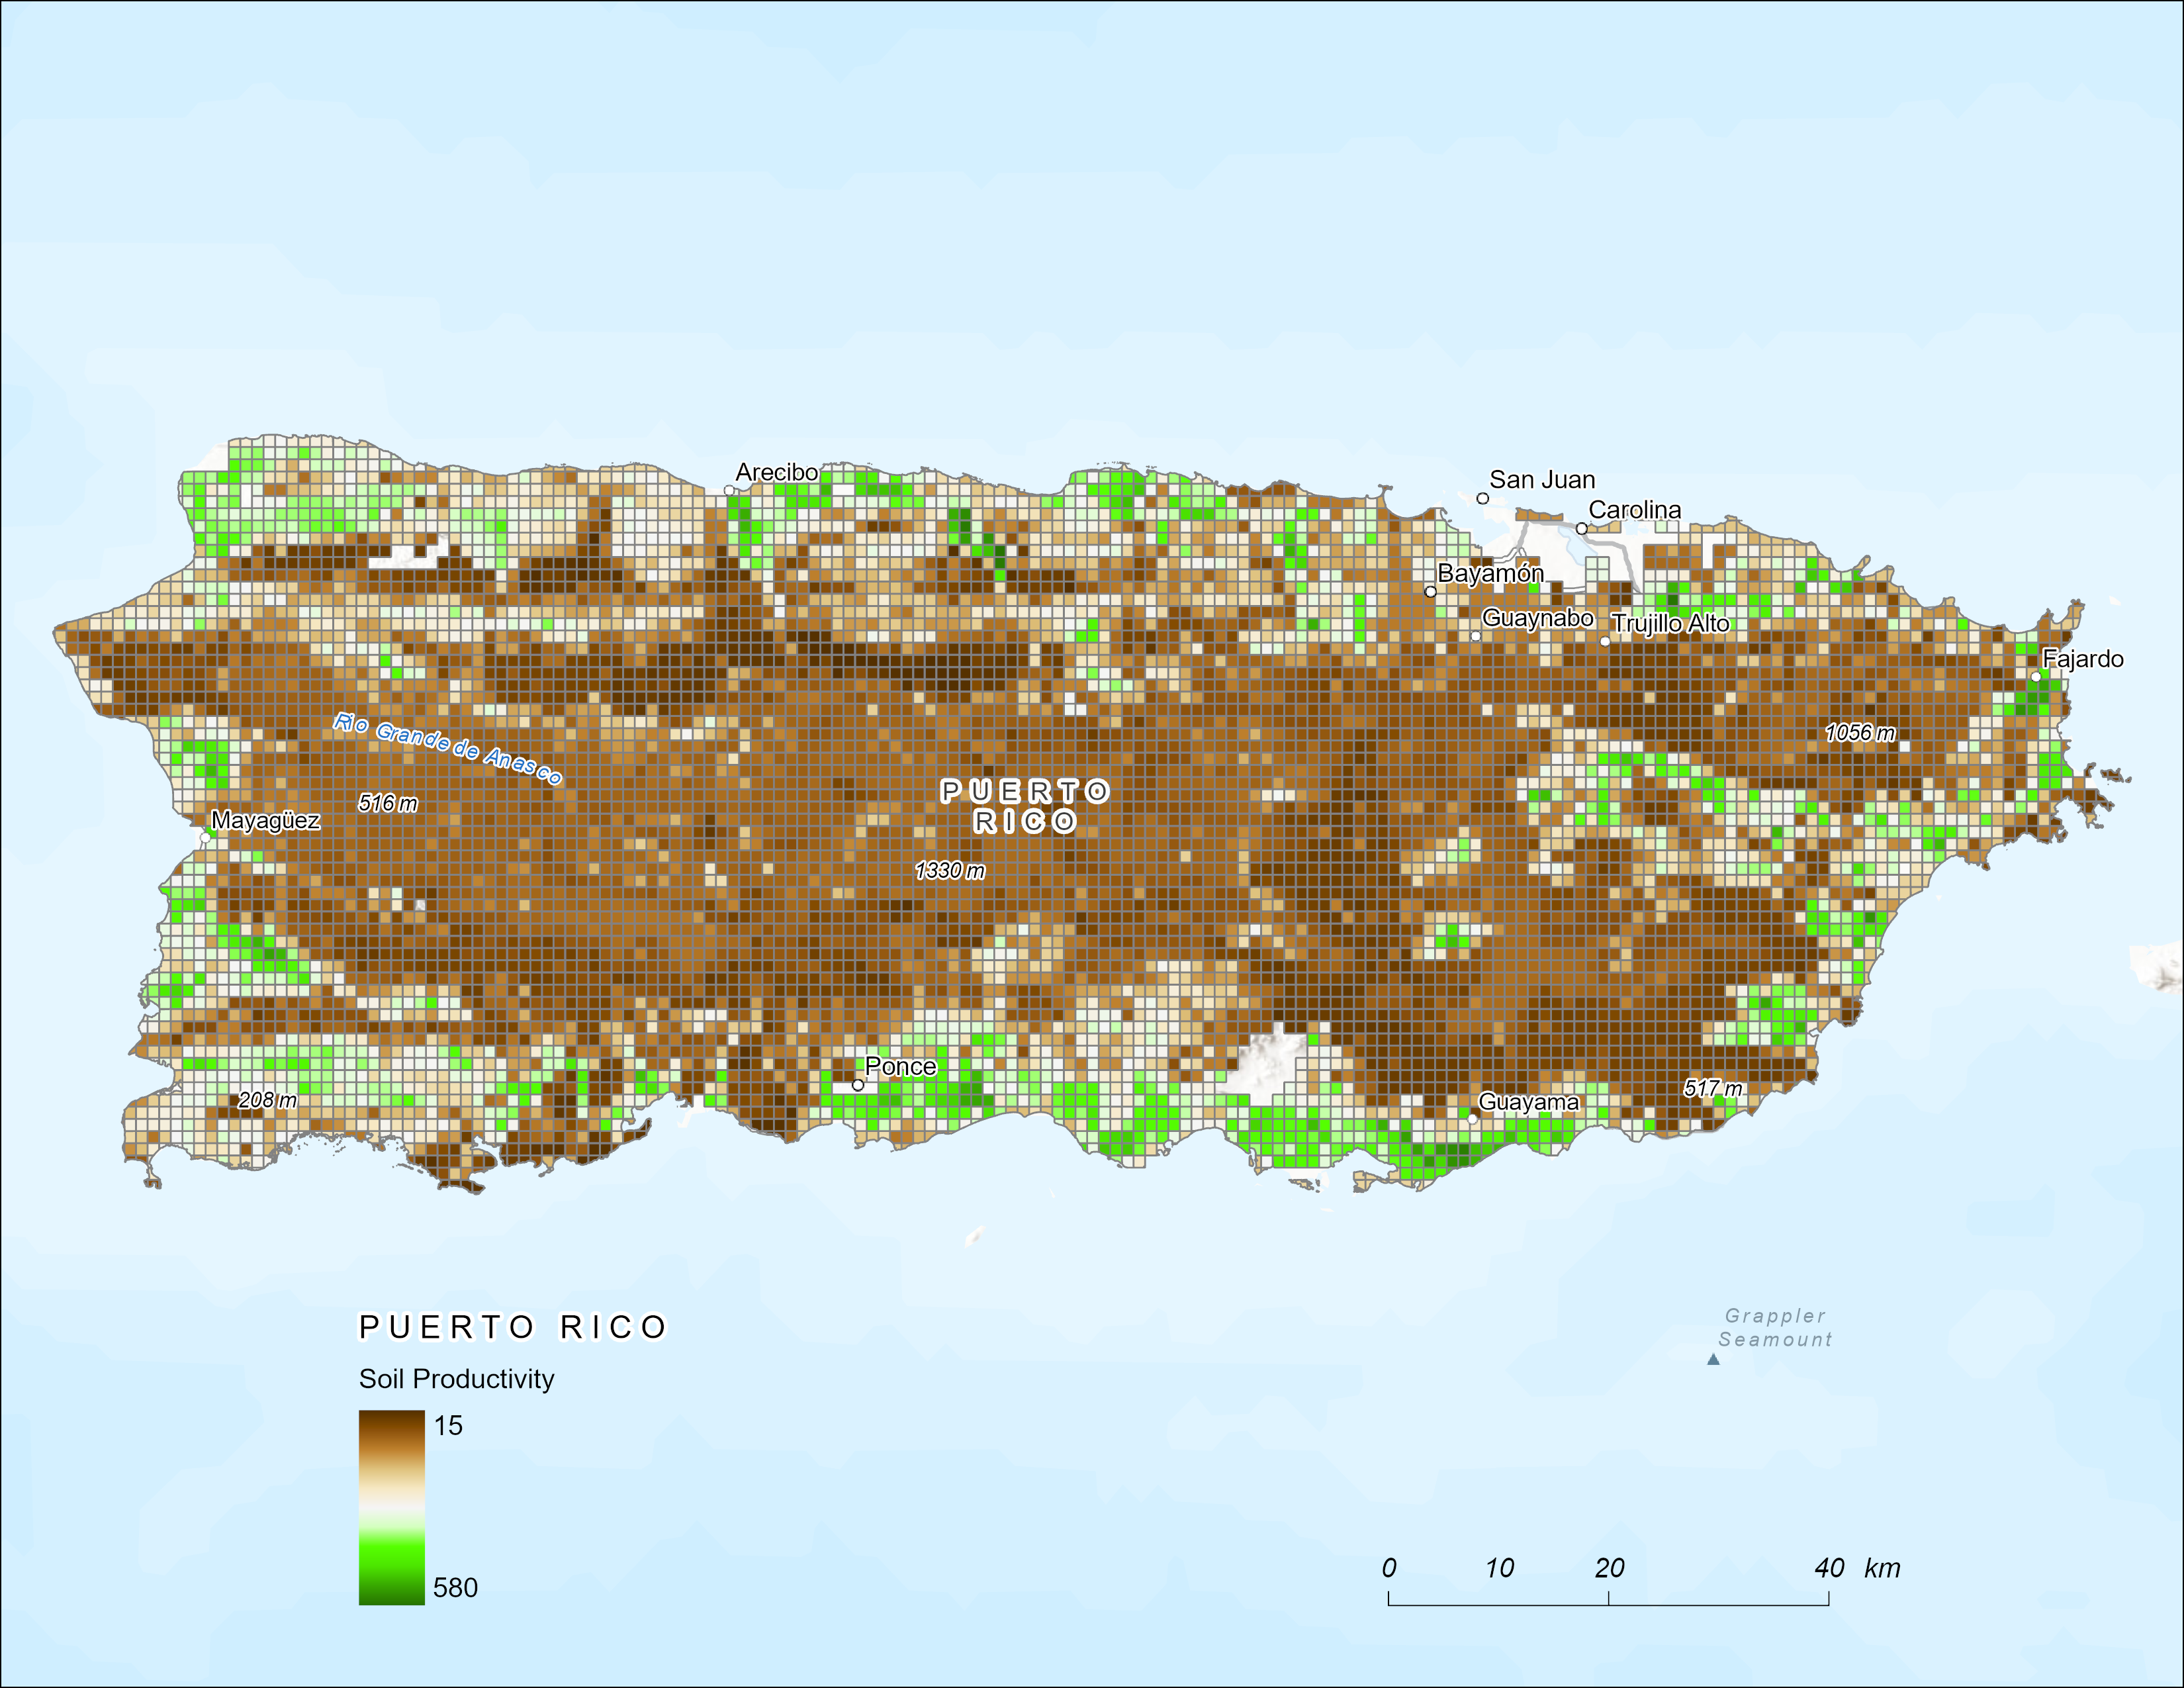 Arecibo
San Juan
Carolina
Bayamón
Guaynabo
Trujillo Alto
Fajardo
Rio Grande de Anasco
1056 m
PUERTO
RICO
516 m
Mayagüez
1330 m
Ponce
208 m
517 m
Guayama
PUERTO RICO
Soil Productivity
15
580
Grappler
Seamount
0 10 20 40 km